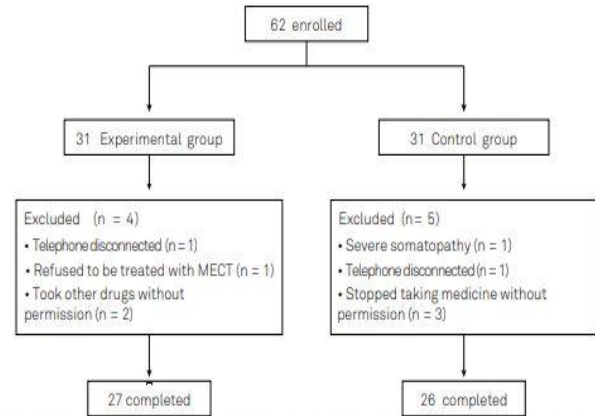 62 enrolled
31 Experimental group
31 Control group
Excluded (n = 4)
• Telephone disconnected (n = 1)
• Refused to be treated with MECT (n = 1)
• Took other drugs without
permission (n = 2)
Excluded (n = 5)
• Severe somatopathy (n = 1)
• Telephone disconnected (n = 1)
• Stopped taking medicine without
permission (n = 3)
27 completed
26 completed